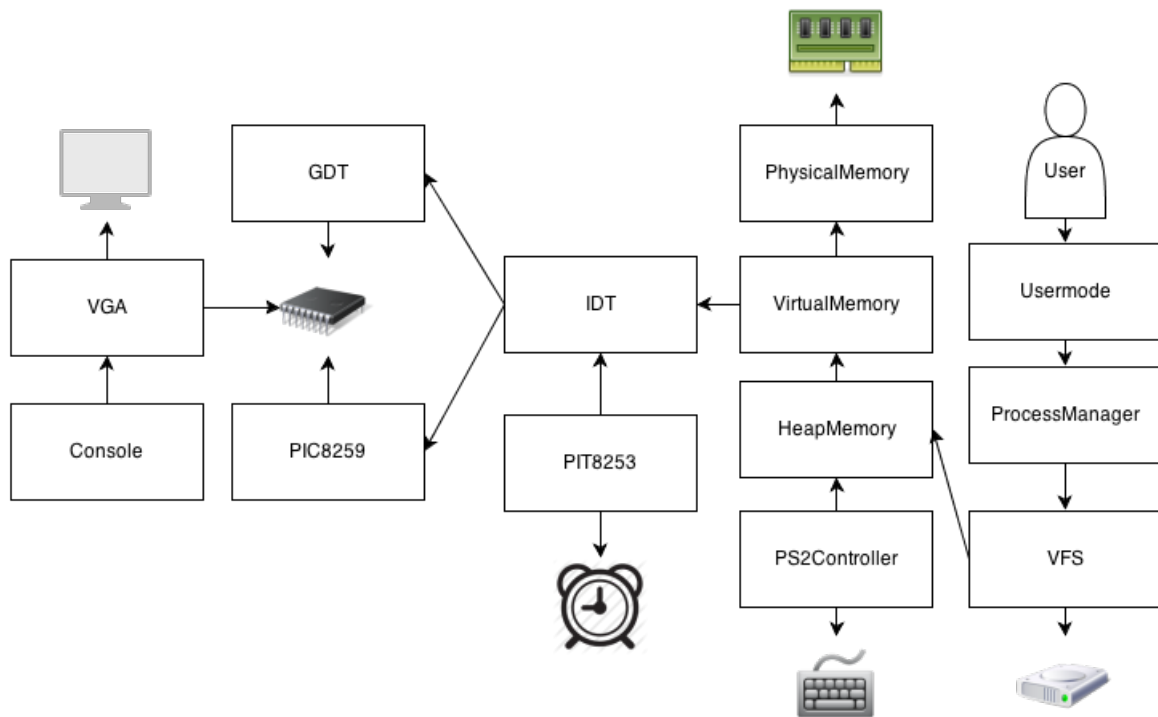 PhysicalMemory
User
GDT
VGA
IDT
VirtualMemory
Usermode
Console
PIC8259
PIT8253
HeapMemory
ProcessManager
PS2Controller
VFS